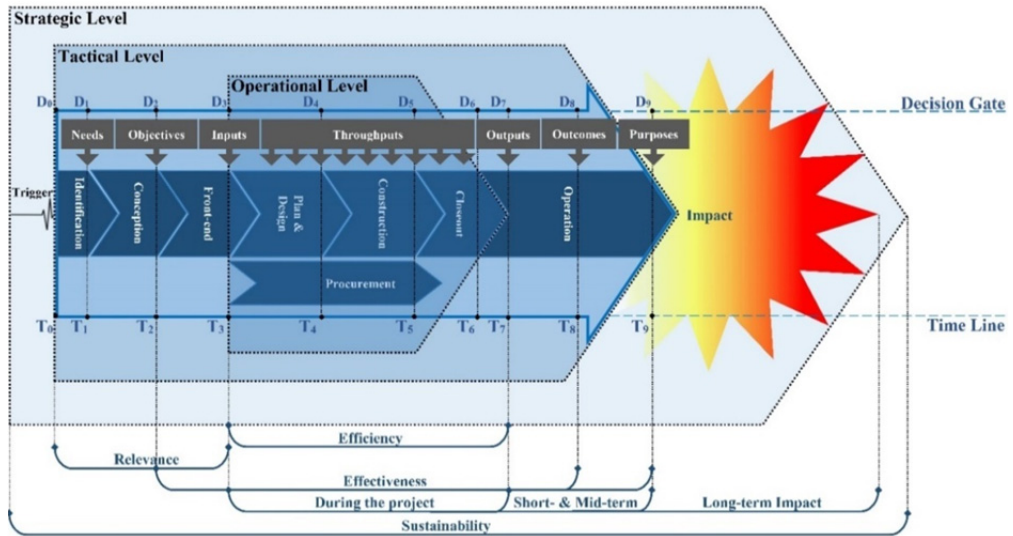 Strategic Level
Tactical Level
Operational Level
D0 D1 D2 D3 D4 D5 D6 D7 D8 D9 Decision Gate
Needs Objectives Inputs Throughputs Outputs Outcomes Purposes
Trigger
Identification
Conception
Front-end
Plan &
Design
Construction
Closeout
Operation
Impact
Procurement
T0 T1 T2 T3 T4 T5 T6 T7 T8 T9 Time Line
Efficiency
Relevance
Effectiveness
During the project Short- & Mid-term Long-term Impact
Sustainability